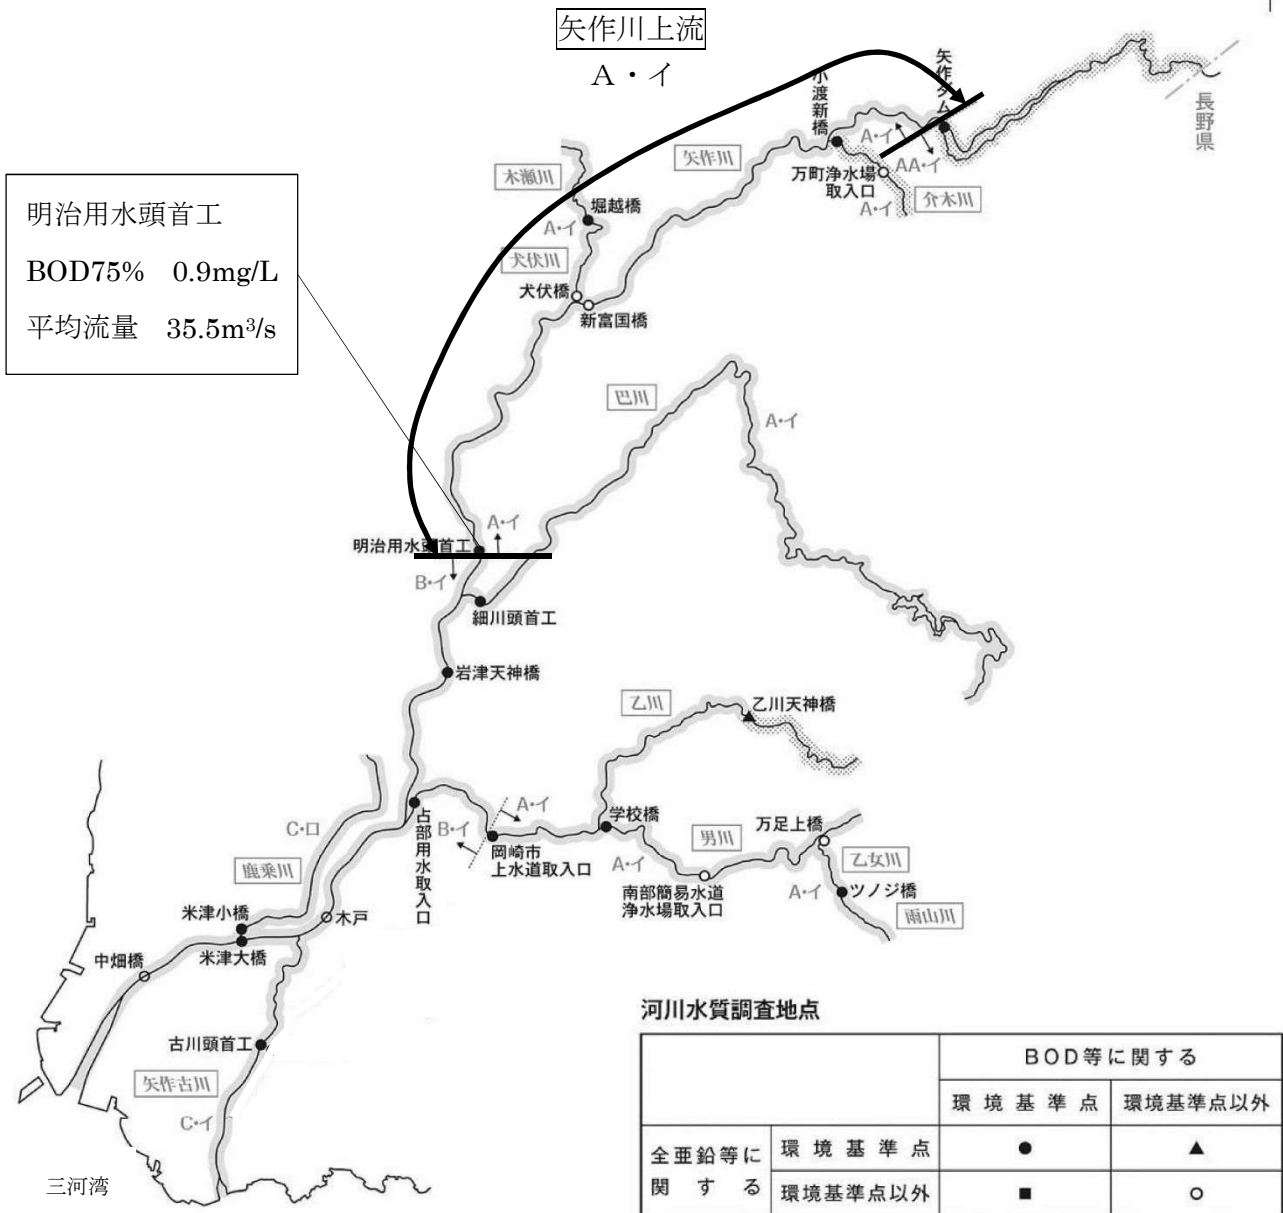 矢作川上流
A・イ
矢作ダム
小渡新橋
長野県
A・イ
AA・イ
矢作川
万町浄水場
取入口
介木川
A・イ
木瀬川
堀越橋
A・イ
犬伏川
犬伏橋
新富国橋
明治用水頭首工
BOD75% 0.9mg/L
平均流量 35.5m³/s
巴川
A・イ
A・イ
明治用水頭首工
B・イ
細川頭首工
岩津天神橋
乙川
乙川天神橋
C・ロ
占部用水取入口
A・イ
B・イ
学校橋
万足上橋
岡崎市
上水道取入口
男川
A・イ
乙女川
鹿乗川
南部簡易水道
浄水場取入口
A・イ
ツノジ橋
雨山川
米津小橋
木戸
米津大橋
中畑橋
古川頭首工
矢作古川
C・イ
三河湾
河川水質調査地点
BOD等に関する
環境基準点 環境基準点以外
全亜鉛等に
関する
環境基準点 ● ▲
環境基準点以外 ■ ○